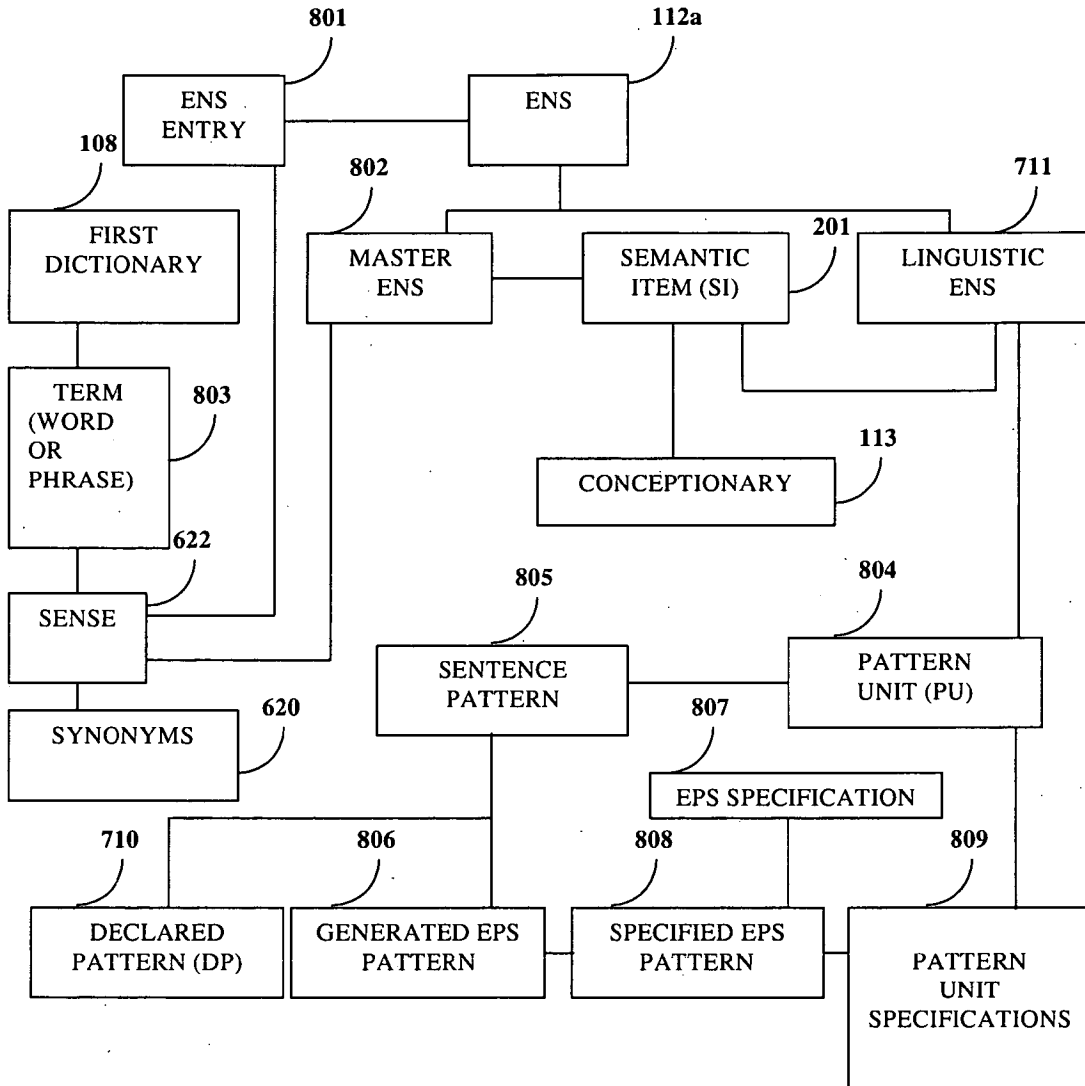 801
112a
ENS
ENTRY
ENS
108
802
711
201
FIRST
DICTIONARY
MASTER
ENS
SEMANTIC
ITEM (SI)
LINGUISTIC
ENS
TERM
(WORD
OR
PHRASE)
803
113
CONCEPTIONARY
622
SENSE
805
804
SENTENCE
PATTERN
PATTERN
UNIT (PU)
SYNONYMS
620
807
EPS SPECIFICATION
710
806
808
809
DECLARED
PATTERN (DP)
GENERATED EPS
PATTERN
SPECIFIED EPS
PATTERN
PATTERN
UNIT
SPECIFICATIONS